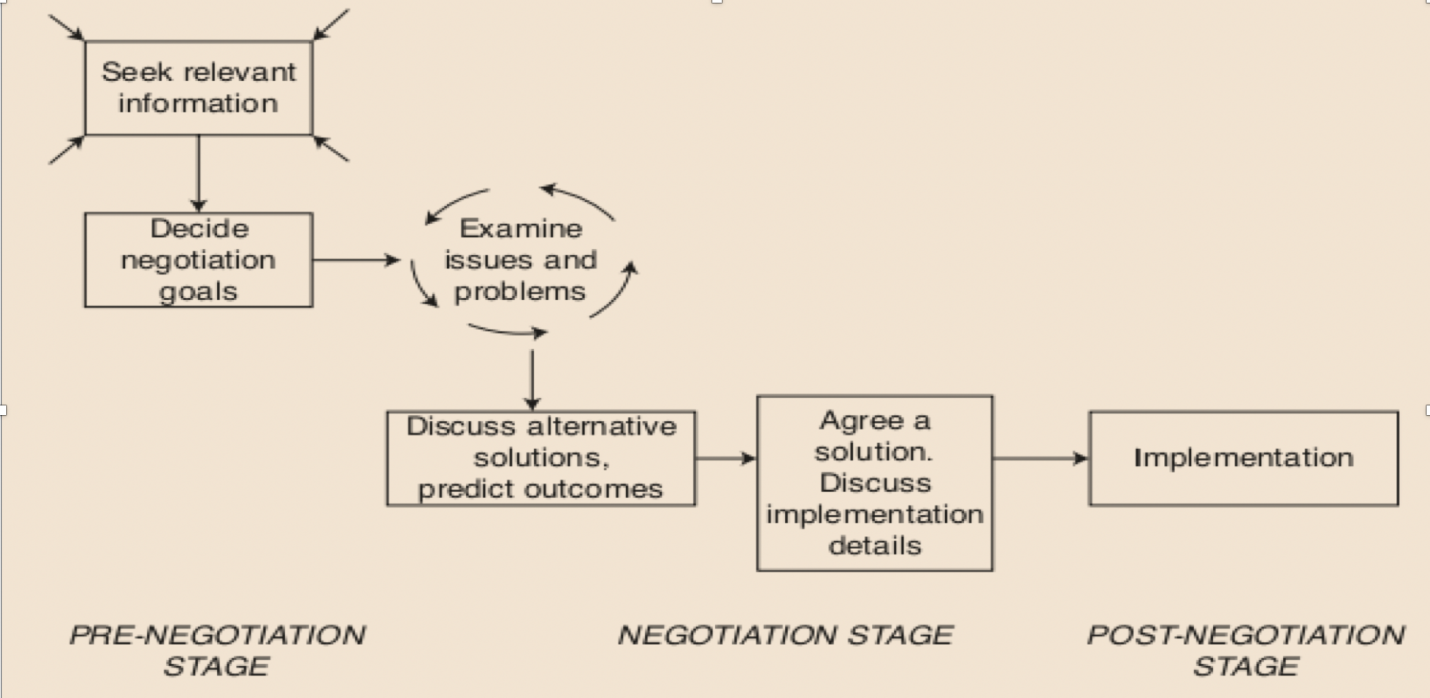 Seek relevant
information
Decide
negotiation
goals
Examine
issues and
problems
Discuss alternative
solutions,
predict outcomes
Agree a
solution.
Discuss
implementation
details
Implementation
PRE-NEGOTIATION
STAGE
NEGOTIATION STAGE
POST-NEGOTIATION
STAGE